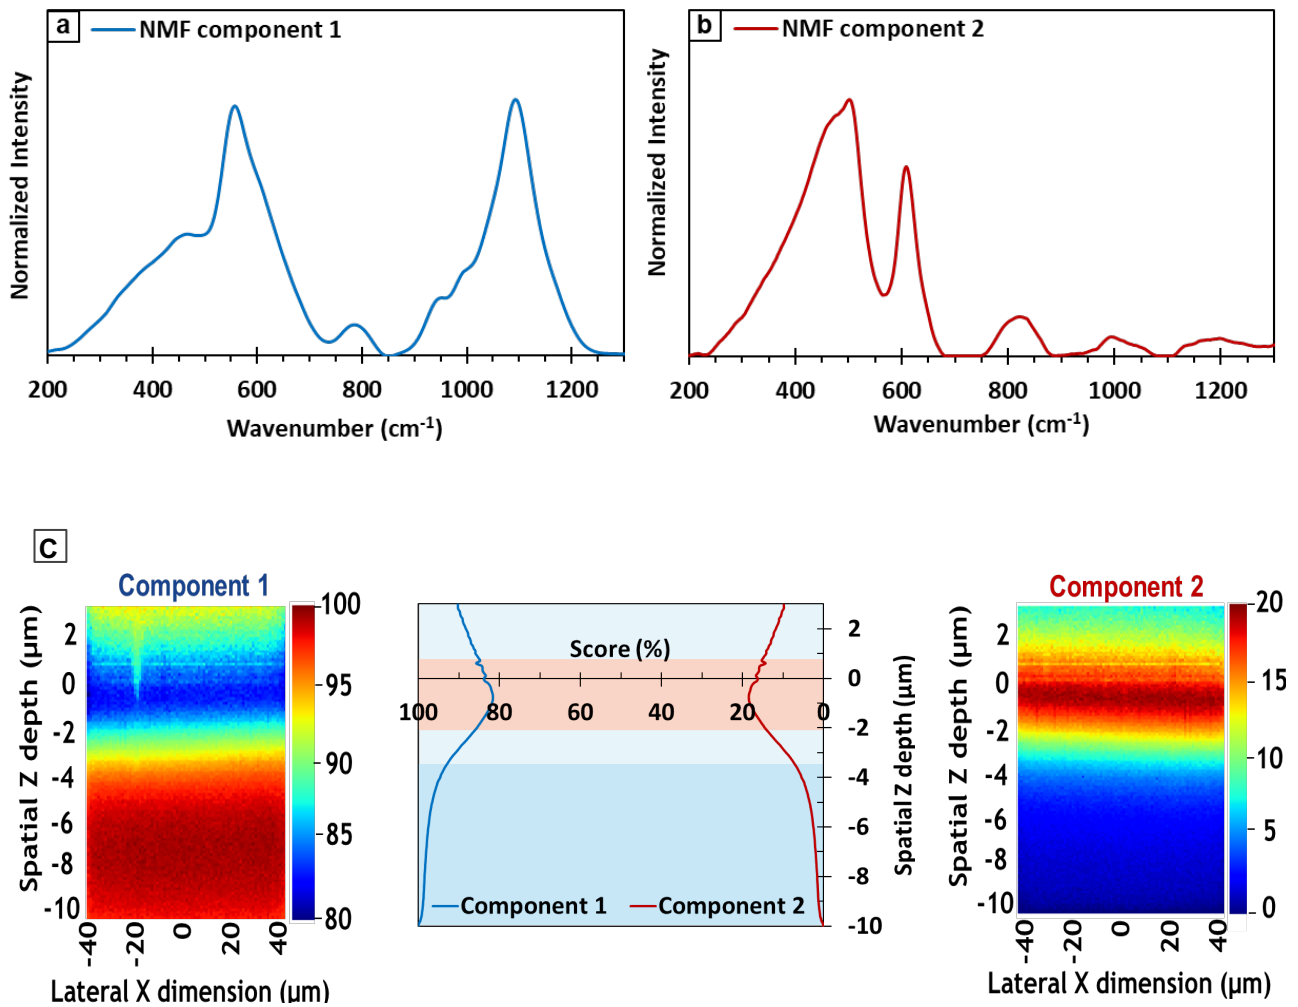 a
NMF component 1
Normalized Intensity
200 400 600 800 1000 1200
Wavenumber (cm-1)
b
NMF component 2
Normalized Intensity
200 400 600 800 1000 1200
Wavenumber (cm-1)
C
Component 1
Spatial Z depth (μm)
2
0
-2
-4
-6
-8
-10
-40 -20 0 20 40
Lateral X dimension (μm)
100
95
90
85
80
Score (%)
100 80 60 40 20 0
2
0
-2
-4
-6
-8
-10
Spatial Z depth (μm)
Component 1
Component 2
Component 2
Spatial Z depth (μm)
2
0
-2
-4
-6
-8
-10
-40 -20 0 20 40
Lateral X dimension (μm)
20
15
10
5
0